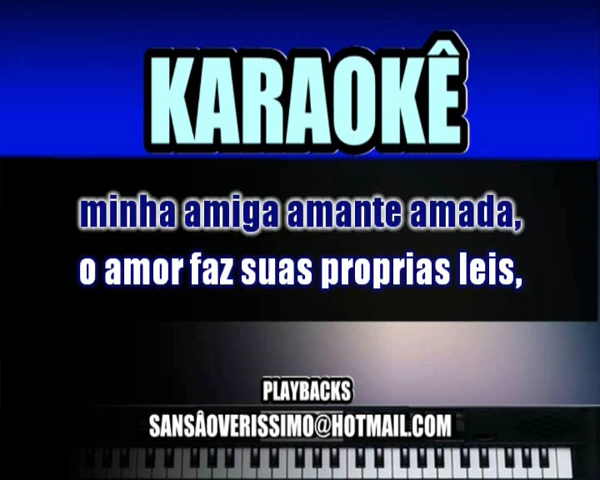 KARAOKÊ
minha amiga amante amada,
o amor faz suas proprias leis,
PLAYBACKS
SANSÂOVERISSIMO@HOTMAIL.COM